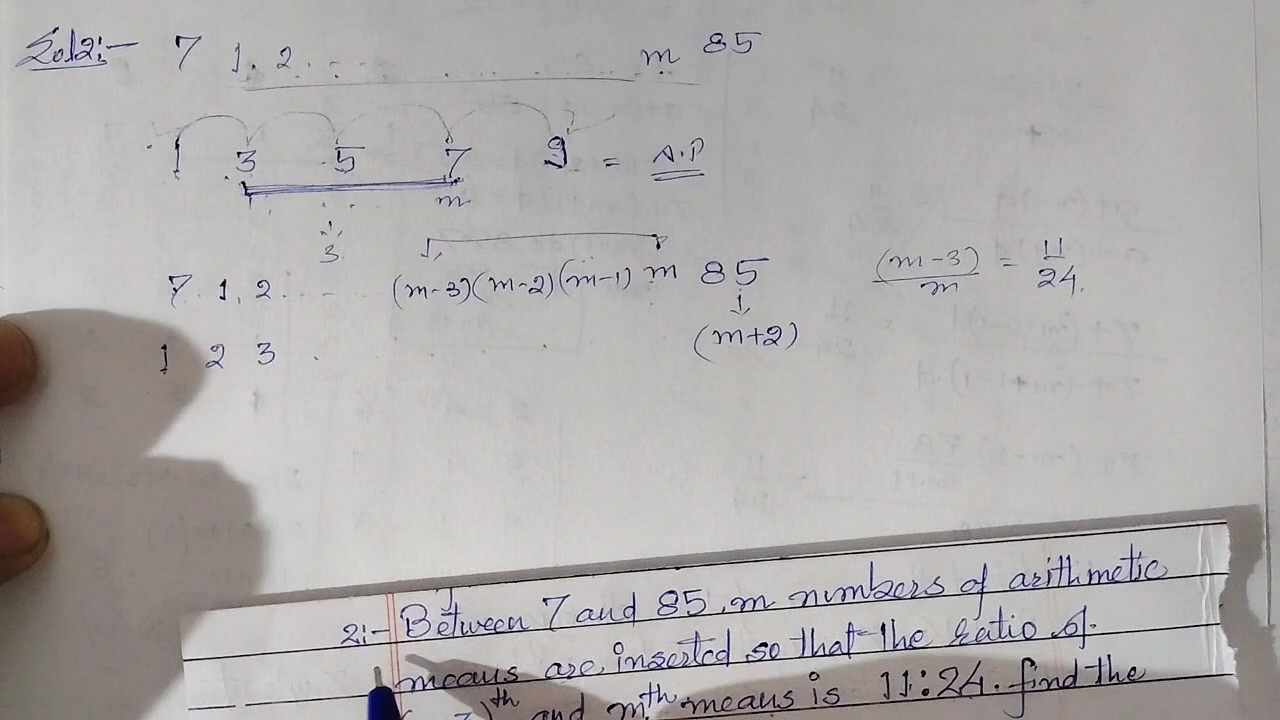 Sol2:- 7 1. 2 ........ m 85
1 3 5 7 9 = A.P
m
3
7 1, 2 .... (m-3)(m-2)(m-1) m 85
(m-3)/m = 11/24.
(m+2)
1 2 3 .
2:- Between 7 and 85, m numbers of arithmetic
means are inserted so that the ratio of
th and mth means is 11:24. find the